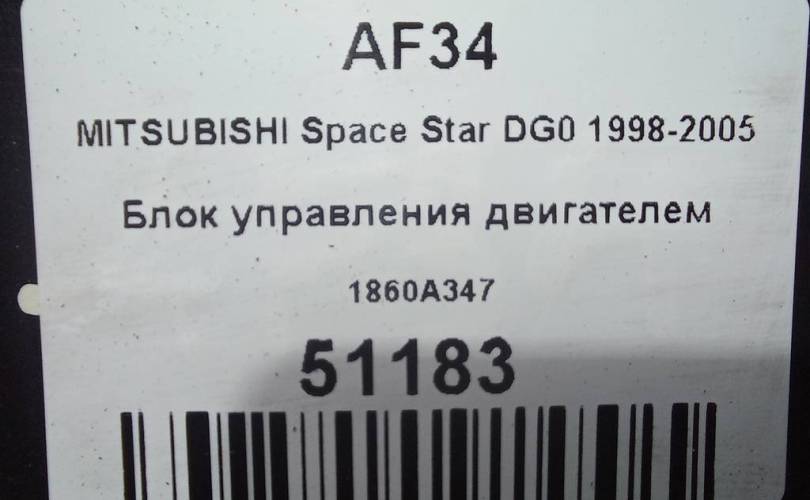 AF34
MITSUBISHI Space Star DG0 1998-2005
Блок управления двигателем
1860A347
51183